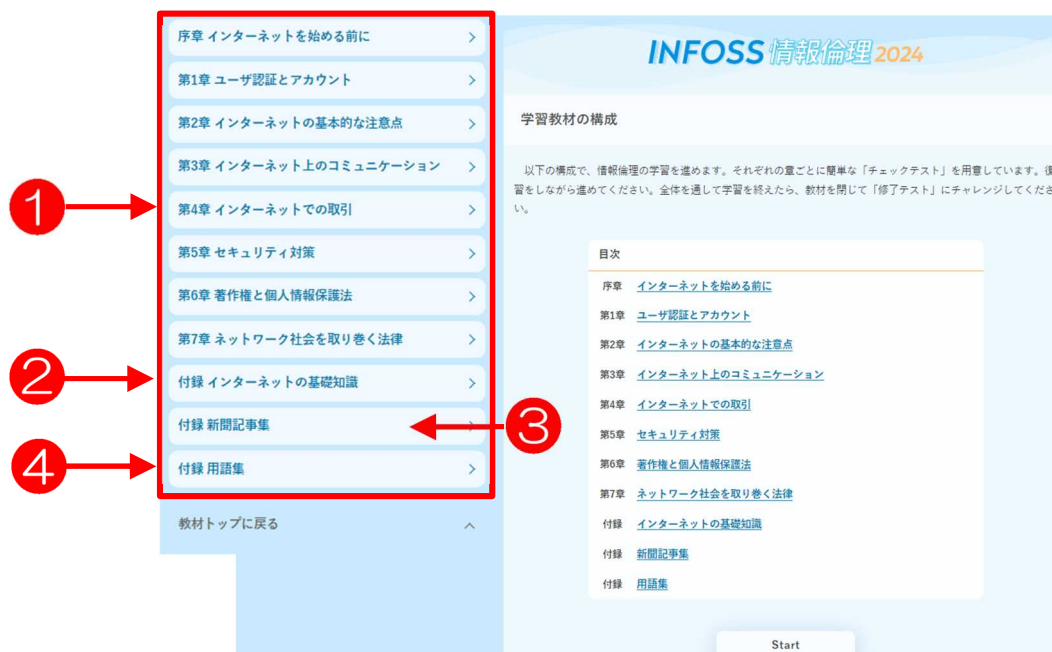 序章 インターネットを始める前に
第1章 ユーザ認証とアカウント
第2章 インターネットの基本的な注意点
第3章 インターネット上のコミュニケーション
第4章 インターネットでの取引
第5章 セキュリティ対策
第6章 著作権と個人情報保護法
第7章 ネットワーク社会を取り巻く法律
付録 インターネットの基礎知識
付録 新聞記事集
付録 用語集
教材トップに戻る
1
2
3
4
INFOSS情報倫理2024
学習教材の構成
以下の構成で、情報倫理の学習を進めます。それぞれの章ごとに簡単な「チェックテスト」を用意しています。復
習をしながら進めてください。全体を通して学習を終えたら、教材を閉じて「修了テスト」にチャレンジしてくださ
い。
目次
序章 インターネットを始める前に
第1章 ユーザ認証とアカウント
第2章 インターネットの基本的な注意点
第3章 インターネット上のコミュニケーション
第4章 インターネットでの取引
第5章 セキュリティ対策
第6章 著作権と個人情報保護法
第7章 ネットワーク社会を取り巻く法律
付録 インターネットの基礎知識
付録 新聞記事集
付録 用語集
Start